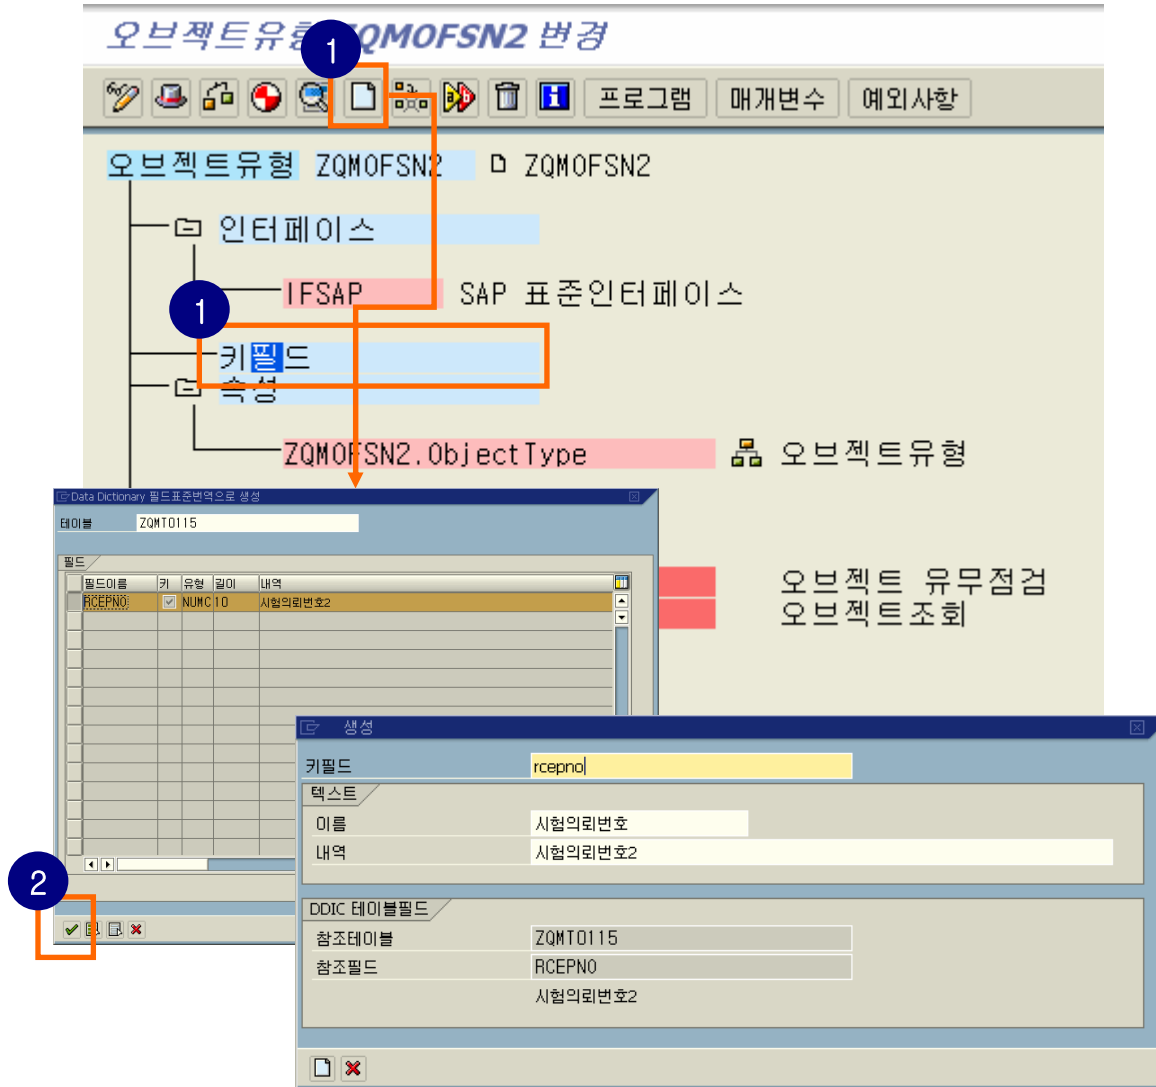 오브젝트유형 ZQMOFSN2 변경
1
프로그램 매개변수 예외사항
오브젝트유형 ZQMOFSN2 ZQMOFSN2
인터페이스
IFSAP SAP 표준인터페이스
1
키필드
속성
ZQMOFSN2.ObjectType 오브젝트유형
오브젝트 유무점검
오브젝트조회
Data Dictionary 필드표준번역으로 생성
테이블 ZQMT0115
필드
필드이름 키 유형 길이 내역
RCEPNO NUMC 10 시험의뢰번호2
2
생성
키필드 rcepno
텍스트
이름 시험의뢰번호
내역 시험의뢰번호2
DDIC 테이블필드
참조테이블 ZQMT0115
참조필드 RCEPNO
시험의뢰번호2